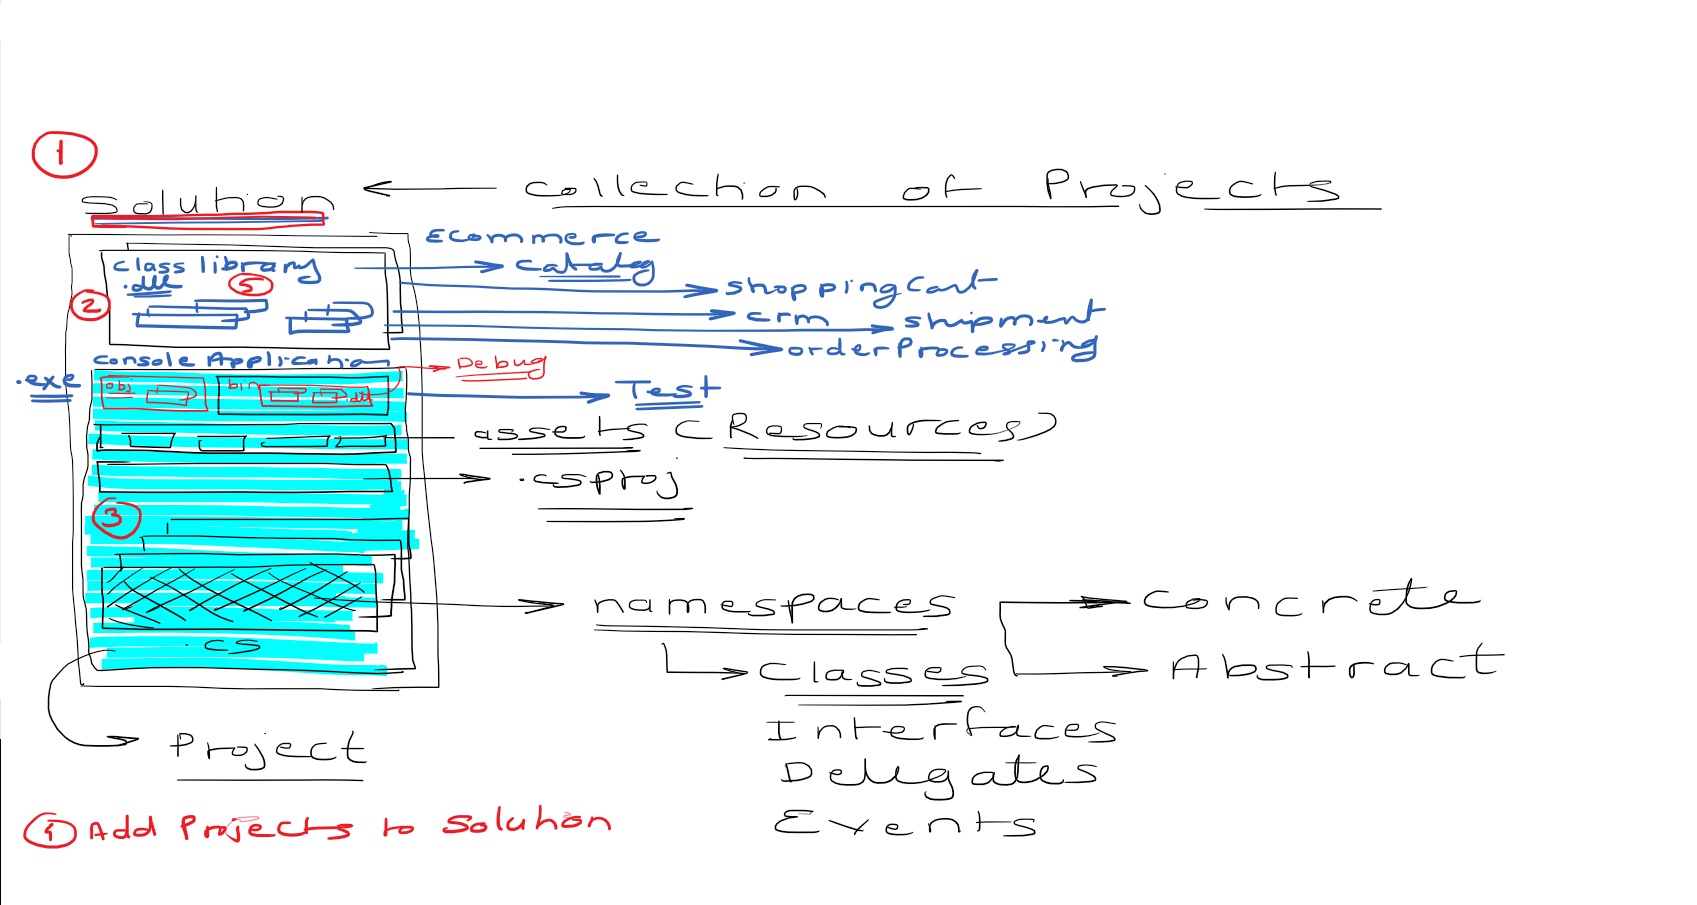 1
Solution ← collection of Projects
Ecommerce
class library → catalog
.dll 5
2
shoppingCart
crm
shipment
orderProcessing
Console Application
Debug
.exe
obj
bin
.dll
Test
assets (Resources)
.csproj
3
namespaces
Concrete
.cs
Classes
Abstract
Interfaces
Project
Delegates
Events
4 Add Projects to Solution